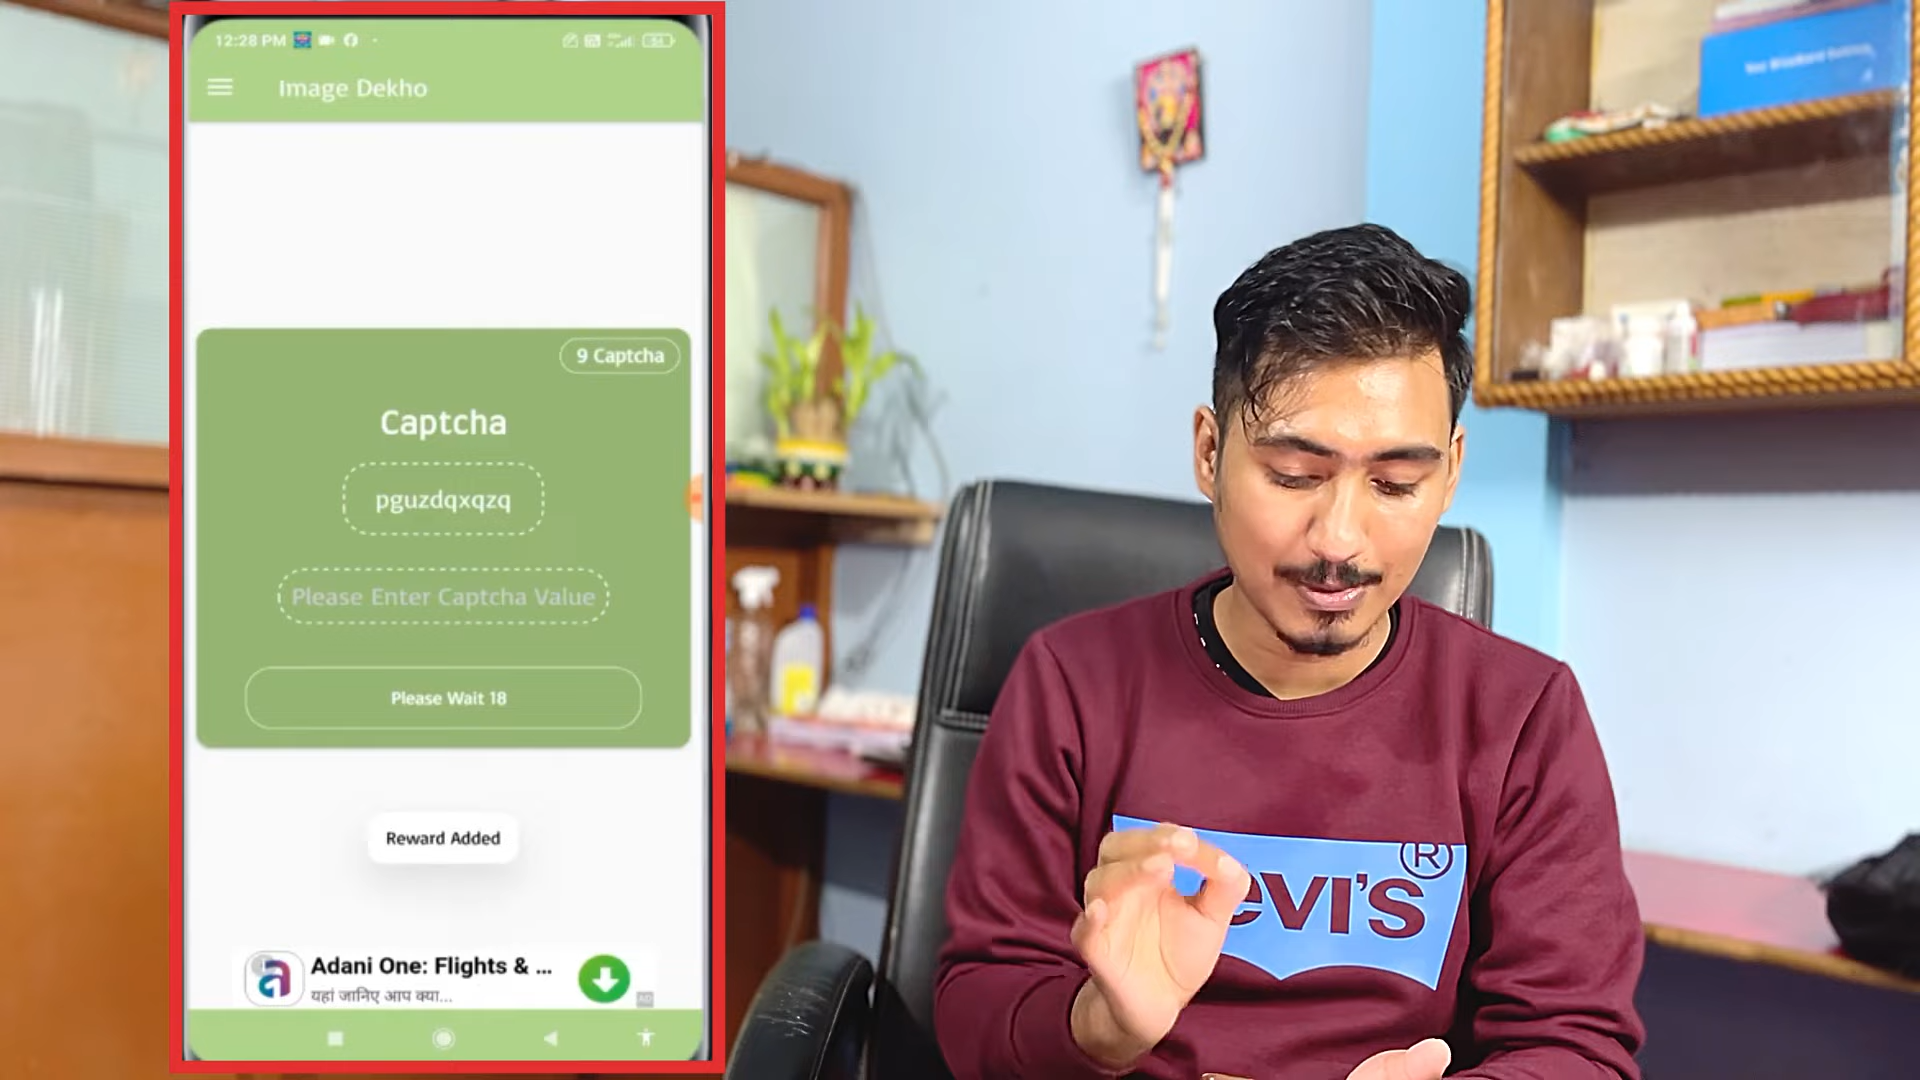 12:28 PM
Image Dekho
9 Captcha
Captcha
pguzdqxqzq
Please Enter Captcha Value
Please Wait 18
Reward Added
Adani One: Flights & ...
यहां जानिए आप क्या...
AD
evi's
®